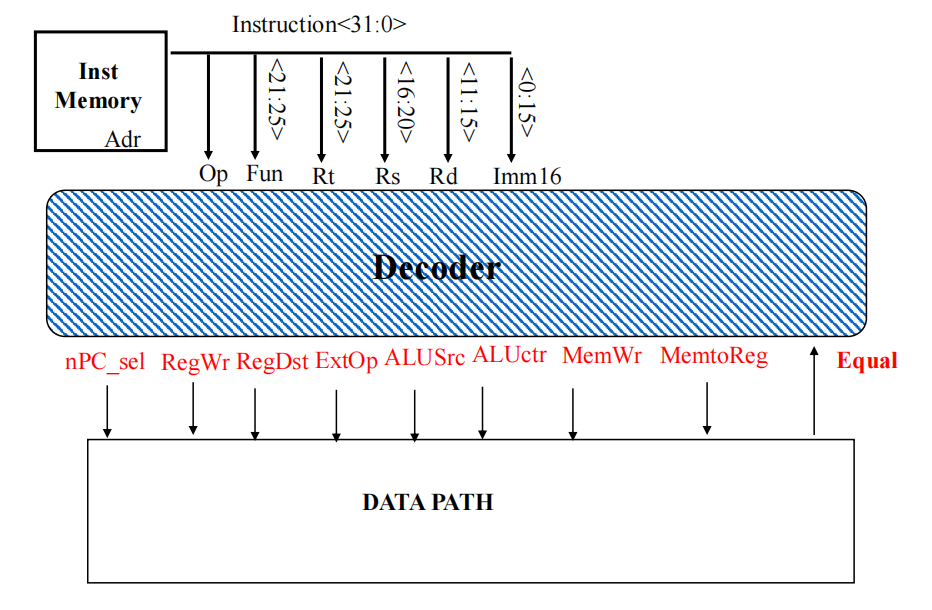 Instruction<31:0>
Inst
Memory
Adr
<21:25>
<21:25>
<16:20>
<11:15>
<0:15>
Op Fun Rt Rs Rd Imm16
Decoder
nPC_sel RegWr RegDst ExtOp ALUSrc ALUctr MemWr MemtoReg Equal
DATA PATH